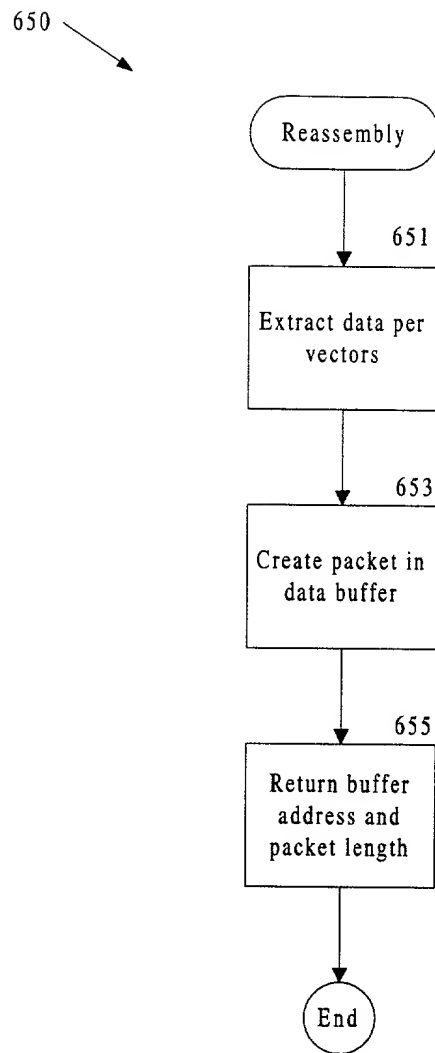 650
Reassembly
651
Extract data per
vectors
653
Create packet in
data buffer
655
Return buffer
address and
packet length
End